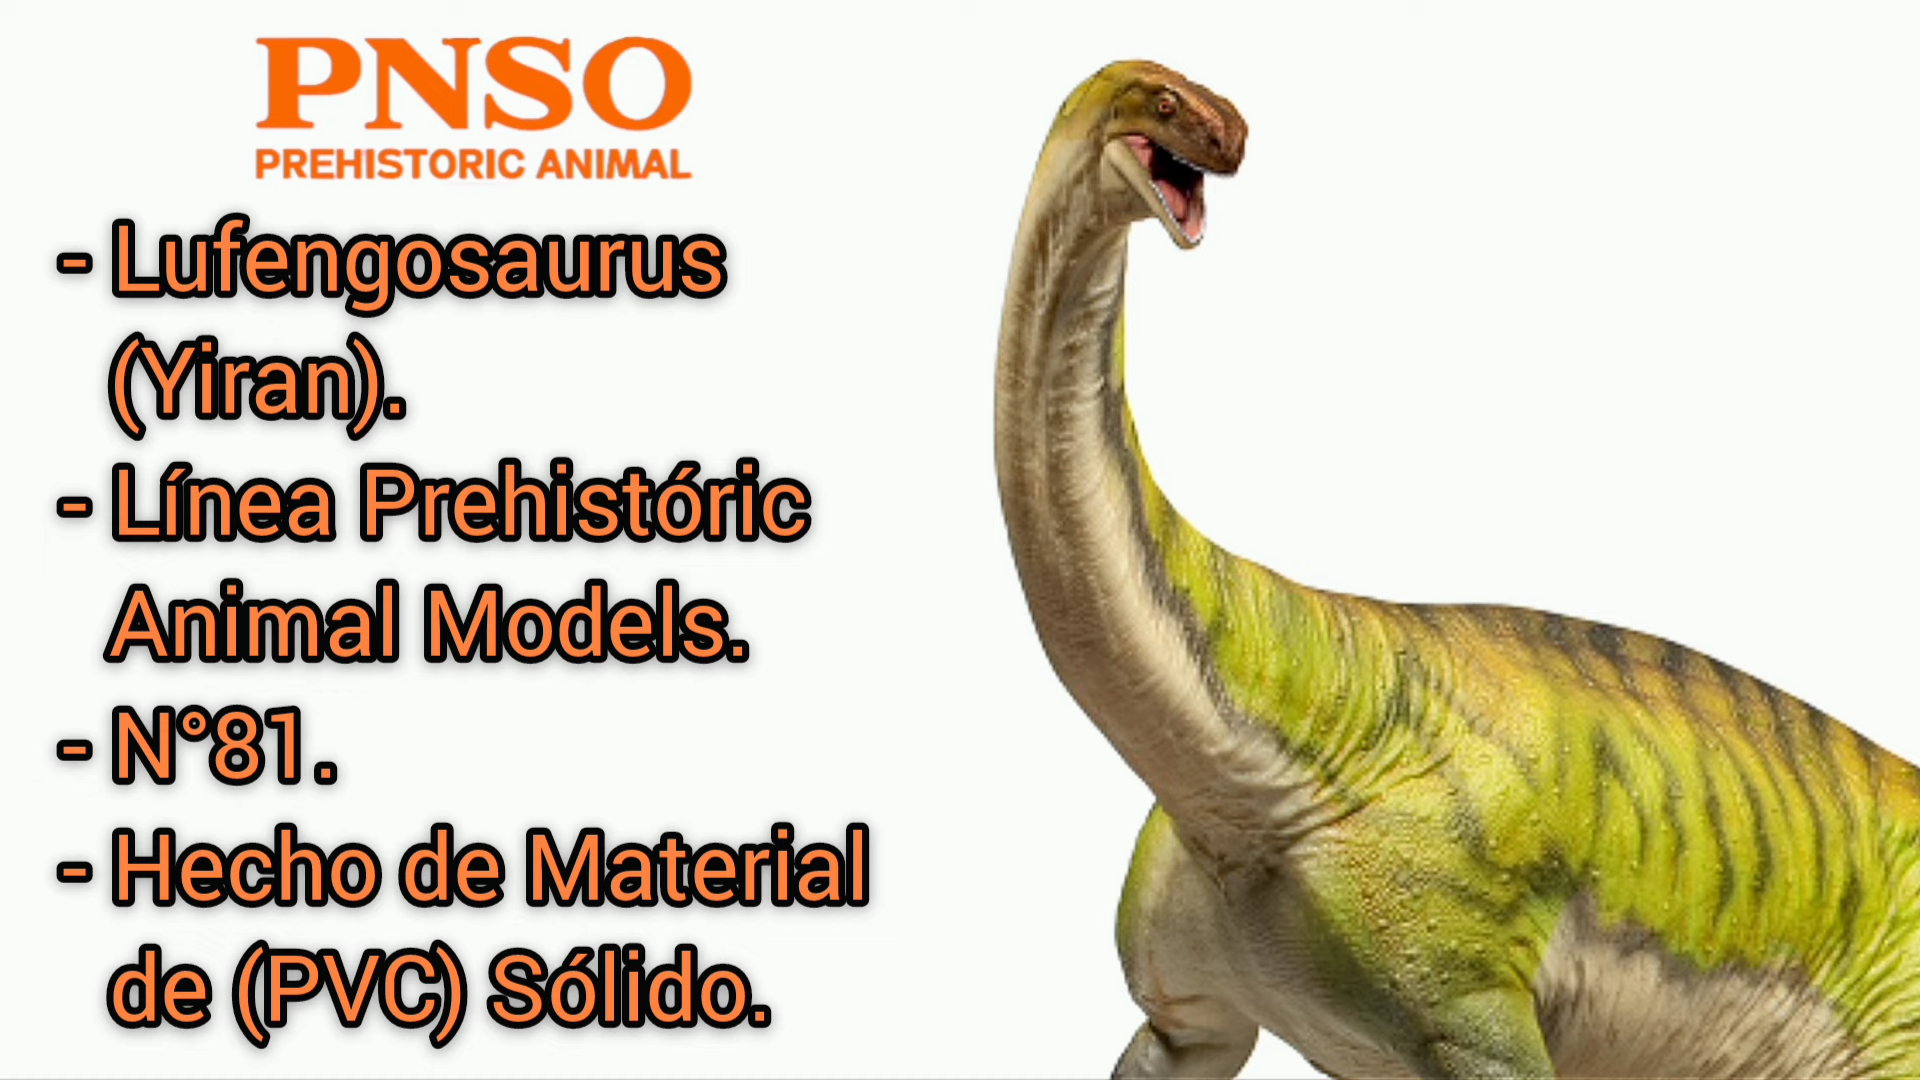 PNSO
PREHISTORIC ANIMAL
- Lufengosaurus
(Yiran).
- Línea Prehistóric
Animal Models.
- N°81.
- Hecho de Material
de (PVC) Sólido.